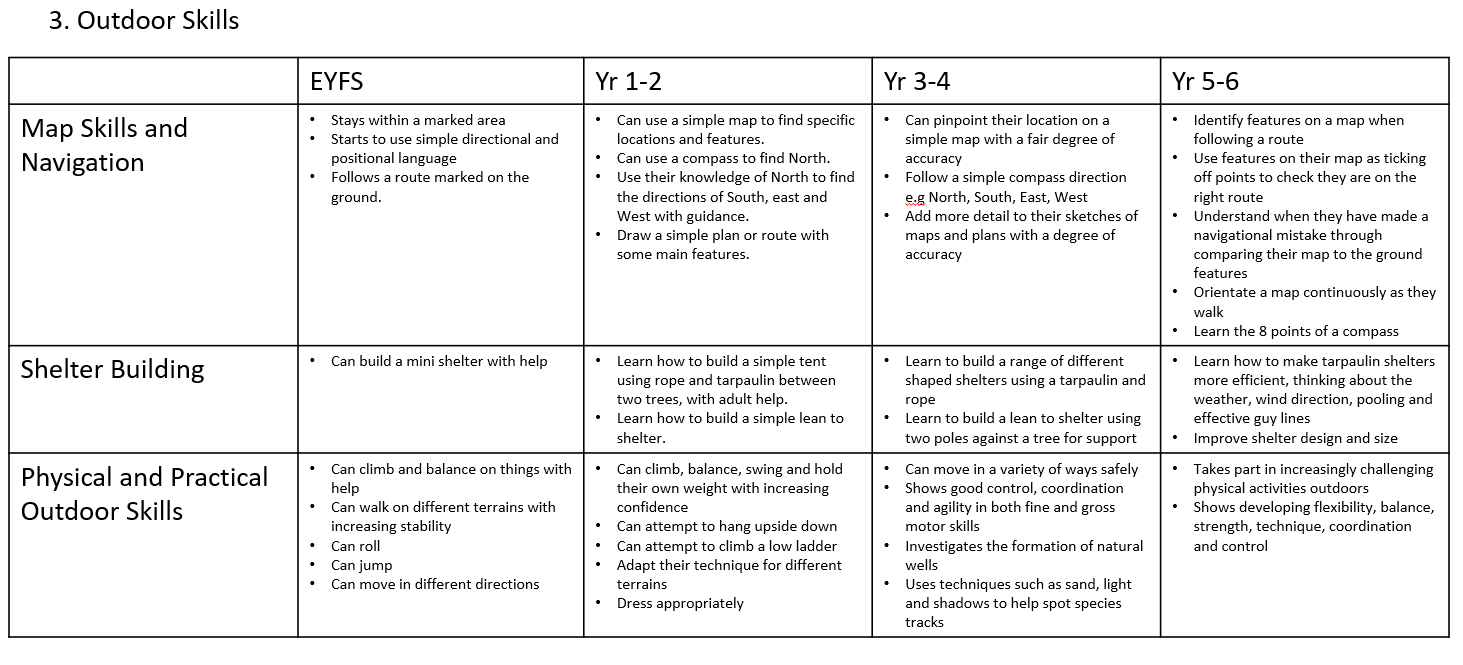 3. Outdoor Skills
EYFS
Yr 1-2
Yr 3-4
Yr 5-6
Map Skills and
Navigation
• Stays within a marked area
• Starts to use simple directional and
positional language
• Follows a route marked on the
ground.
• Can use a simple map to find specific
locations and features.
• Can use a compass to find North.
• Use their knowledge of North to find
the directions of South, east and
West with guidance.
• Draw a simple plan or route with
some main features.
• Can pinpoint their location on a
simple map with a fair degree of
accuracy
• Follow a simple compass direction
e.g North, South, East, West
• Add more detail to their sketches of
maps and plans with a degree of
accuracy
• Identify features on a map when
following a route
• Use features on their map as ticking
off points to check they are on the
right route
• Understand when they have made a
navigational mistake through
comparing their map to the ground
features
• Orientate a map continuously as they
walk
• Learn the 8 points of a compass
Shelter Building
• Can build a mini shelter with help
• Learn how to build a simple tent
using rope and tarpaulin between
two trees, with adult help.
• Learn how to build a simple lean to
shelter.
• Learn to build a range of different
shaped shelters using a tarpaulin and
rope
• Learn to build a lean to shelter using
two poles against a tree for support
• Learn how to make tarpaulin shelters
more efficient, thinking about the
weather, wind direction, pooling and
effective guy lines
• Improve shelter design and size
Physical and Practical
Outdoor Skills
• Can climb and balance on things with
help
• Can walk on different terrains with
increasing stability
• Can roll
• Can jump
• Can move in different directions
• Can climb, balance, swing and hold
their own weight with increasing
confidence
• Can attempt to hang upside down
• Can attempt to climb a low ladder
• Adapt their technique for different
terrains
• Dress appropriately
• Can move in a variety of ways safely
• Shows good control, coordination
and agility in both fine and gross
motor skills
• Investigates the formation of natural
wells
• Uses techniques such as sand, light
and shadows to help spot species
tracks
• Takes part in increasingly challenging
physical activities outdoors
• Shows developing flexibility, balance,
strength, technique, coordination
and control